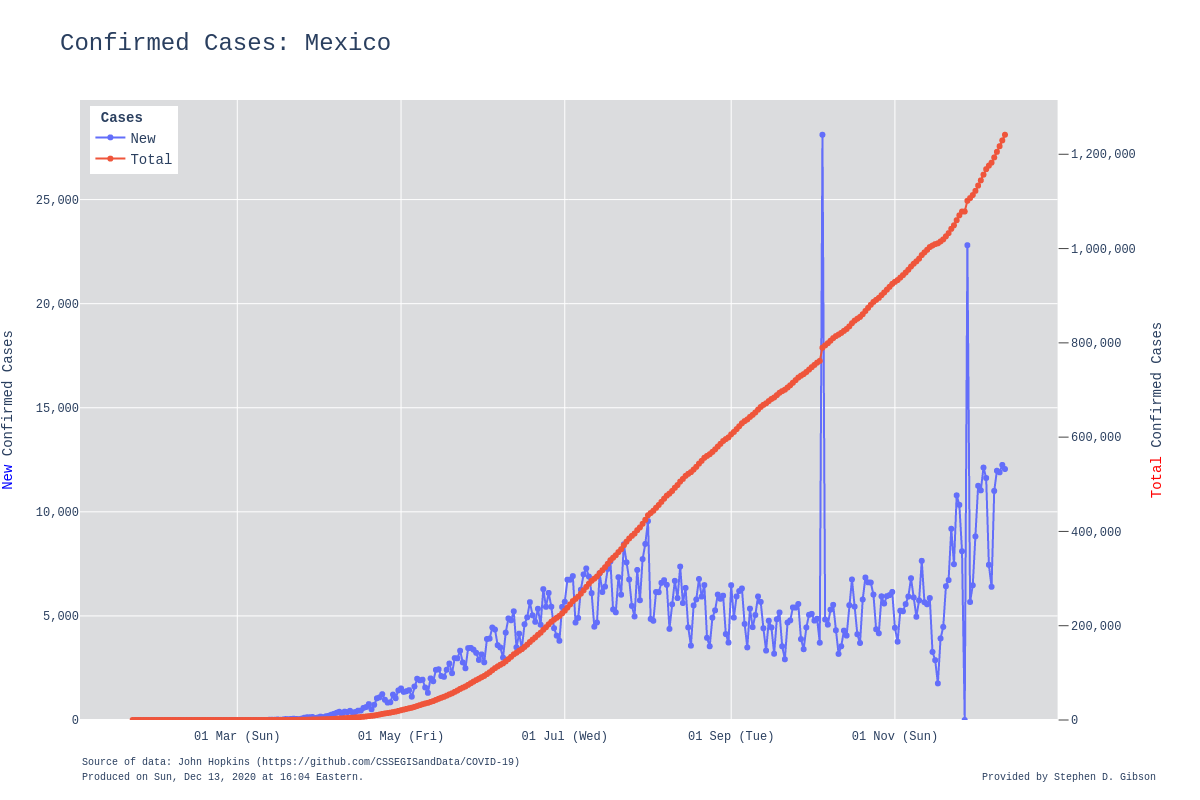 Confirmed Cases: Mexico
Cases
New
Total
25,000
20,000
15,000
10,000
5,000
0
New Confirmed Cases
1,200,000
1,000,000
800,000
600,000
400,000
200,000
0
Total Confirmed Cases
01 Mar (Sun)
01 May (Fri)
01 Jul (Wed)
01 Sep (Tue)
01 Nov (Sun)
Source of data: John Hopkins (https://github.com/CSSEGISandData/COVID-19)
Produced on Sun, Dec 13, 2020 at 16:04 Eastern.
Provided by Stephen D. Gibson